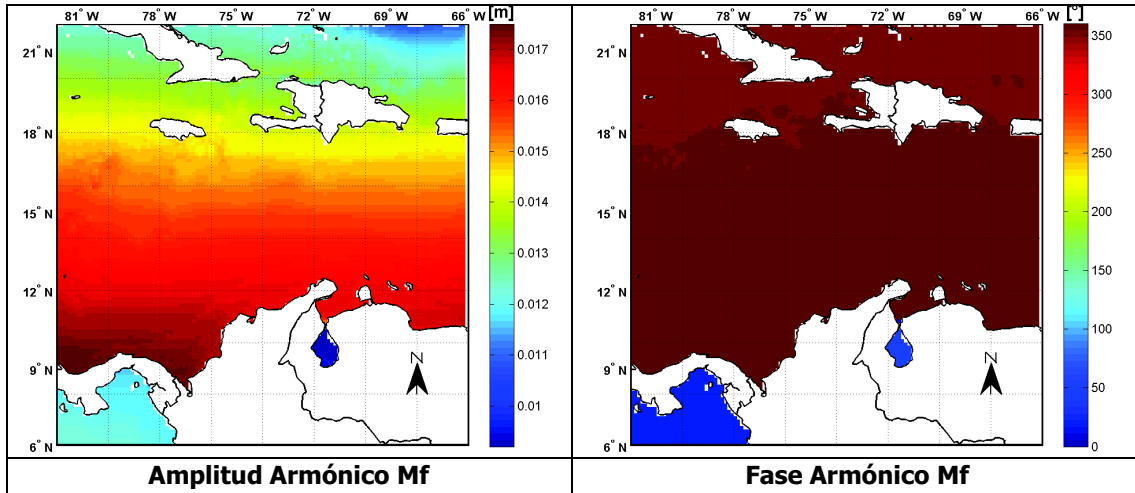 81 W 78 W 75 W 72 W 69 W 66 W
[m]
21° N
18° N
15° N
12° N
9° N
6° N
N
0.017
0.016
0.015
0.014
0.013
0.012
0.011
0.01
Amplitud Armónico Mf
81 W 78 W 75 W 72 W 69 W 66 W
[°]
21° N
18° N
15° N
12° N
9° N
6° N
N
350
300
250
200
150
100
50
0
Fase Armónico Mf